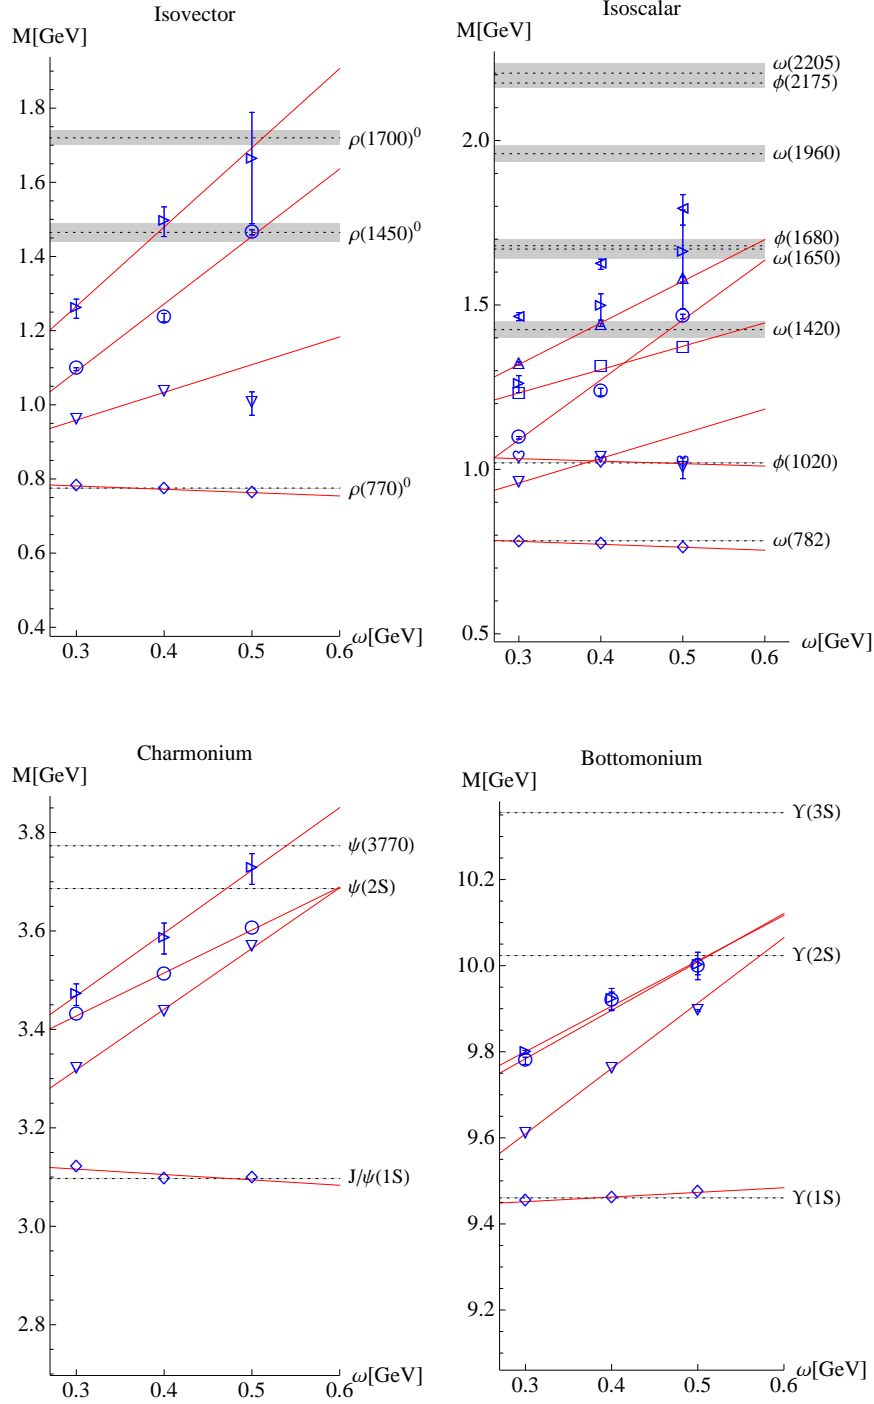 Isovector
M[GeV]
1.8
1.6
1.4
1.2
1.0
0.8
0.6
0.4
ρ(1700)⁰
ρ(1450)⁰
ρ(770)⁰
0.3 0.4 0.5 0.6
ω[GeV]
Isoscalar
M[GeV]
2.0
1.5
1.0
0.5
ω(2205)
ϕ(2175)
ω(1960)
ϕ(1680)
ω(1650)
ω(1420)
ϕ(1020)
ω(782)
0.3 0.4 0.5 0.6
ω[GeV]
Charmonium
M[GeV]
3.8
3.6
3.4
3.2
3.0
2.8
ψ(3770)
ψ(2S)
J/ψ(1S)
0.3 0.4 0.5 0.6
ω[GeV]
Bottomonium
M[GeV]
10.2
10.0
9.8
9.6
9.4
9.2
ϒ(3S)
ϒ(2S)
ϒ(1S)
0.3 0.4 0.5 0.6
ω[GeV]